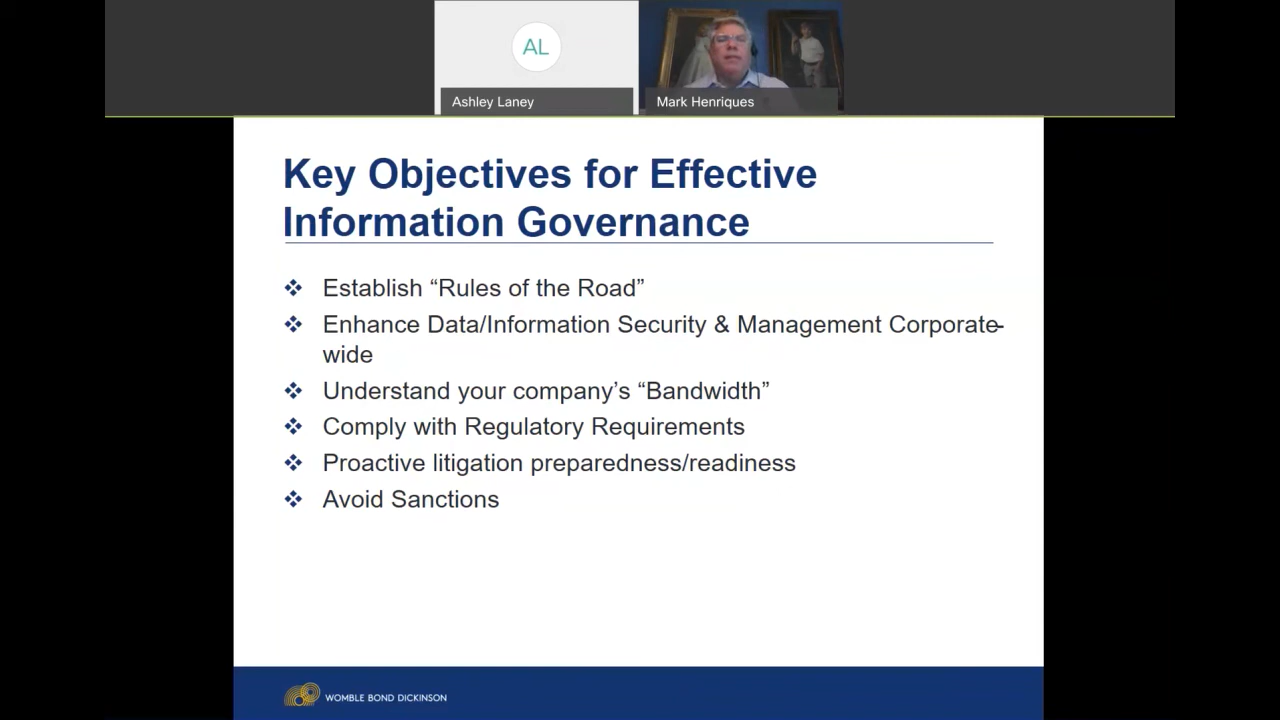 AL
Ashley Laney
Mark Henriques
Key Objectives for Effective
Information Governance
Establish “Rules of the Road”
Enhance Data/Information Security & Management Corporate-
wide
Understand your company’s “Bandwidth”
Comply with Regulatory Requirements
Proactive litigation preparedness/readiness
Avoid Sanctions
WOMBLE BOND DICKINSON